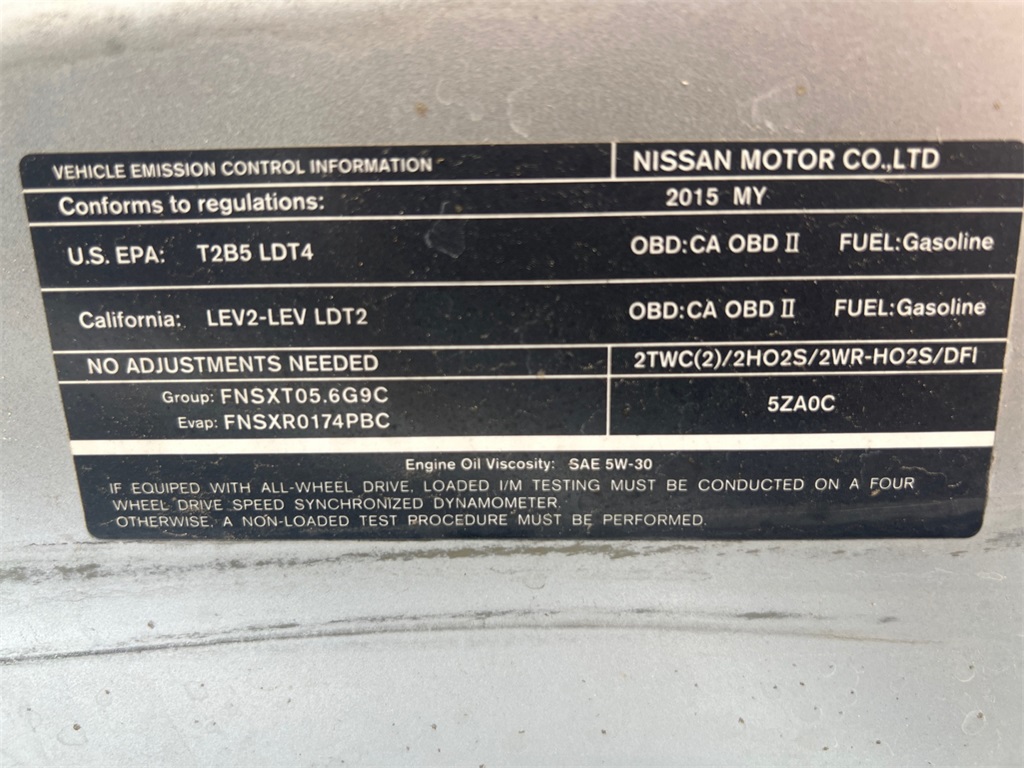 VEHICLE EMISSION CONTROL INFORMATION NISSAN MOTOR CO.,LTD
Conforms to regulations: 2015 MY
U.S. EPA: T2B5 LDT4 OBD:CA OBD II FUEL:Gasoline
California: LEV2-LEV LDT2 OBD:CA OBD II FUEL:Gasoline
NO ADJUSTMENTS NEEDED 2TWC(2)/2HO2S/2WR-HO2S/DFI
Group: FNSXT05.6G9C 5ZA0C
Evap: FNSXR0174PBC
Engine Oil Viscosity: SAE 5W-30
IF EQUIPED WITH ALL-WHEEL DRIVE, LOADED I/M TESTING MUST BE CONDUCTED ON A FOUR
WHEEL DRIVE SPEED SYNCHRONIZED DYNAMOMETER.
OTHERWISE, A NON-LOADED TEST PROCEDURE MUST BE PERFORMED.